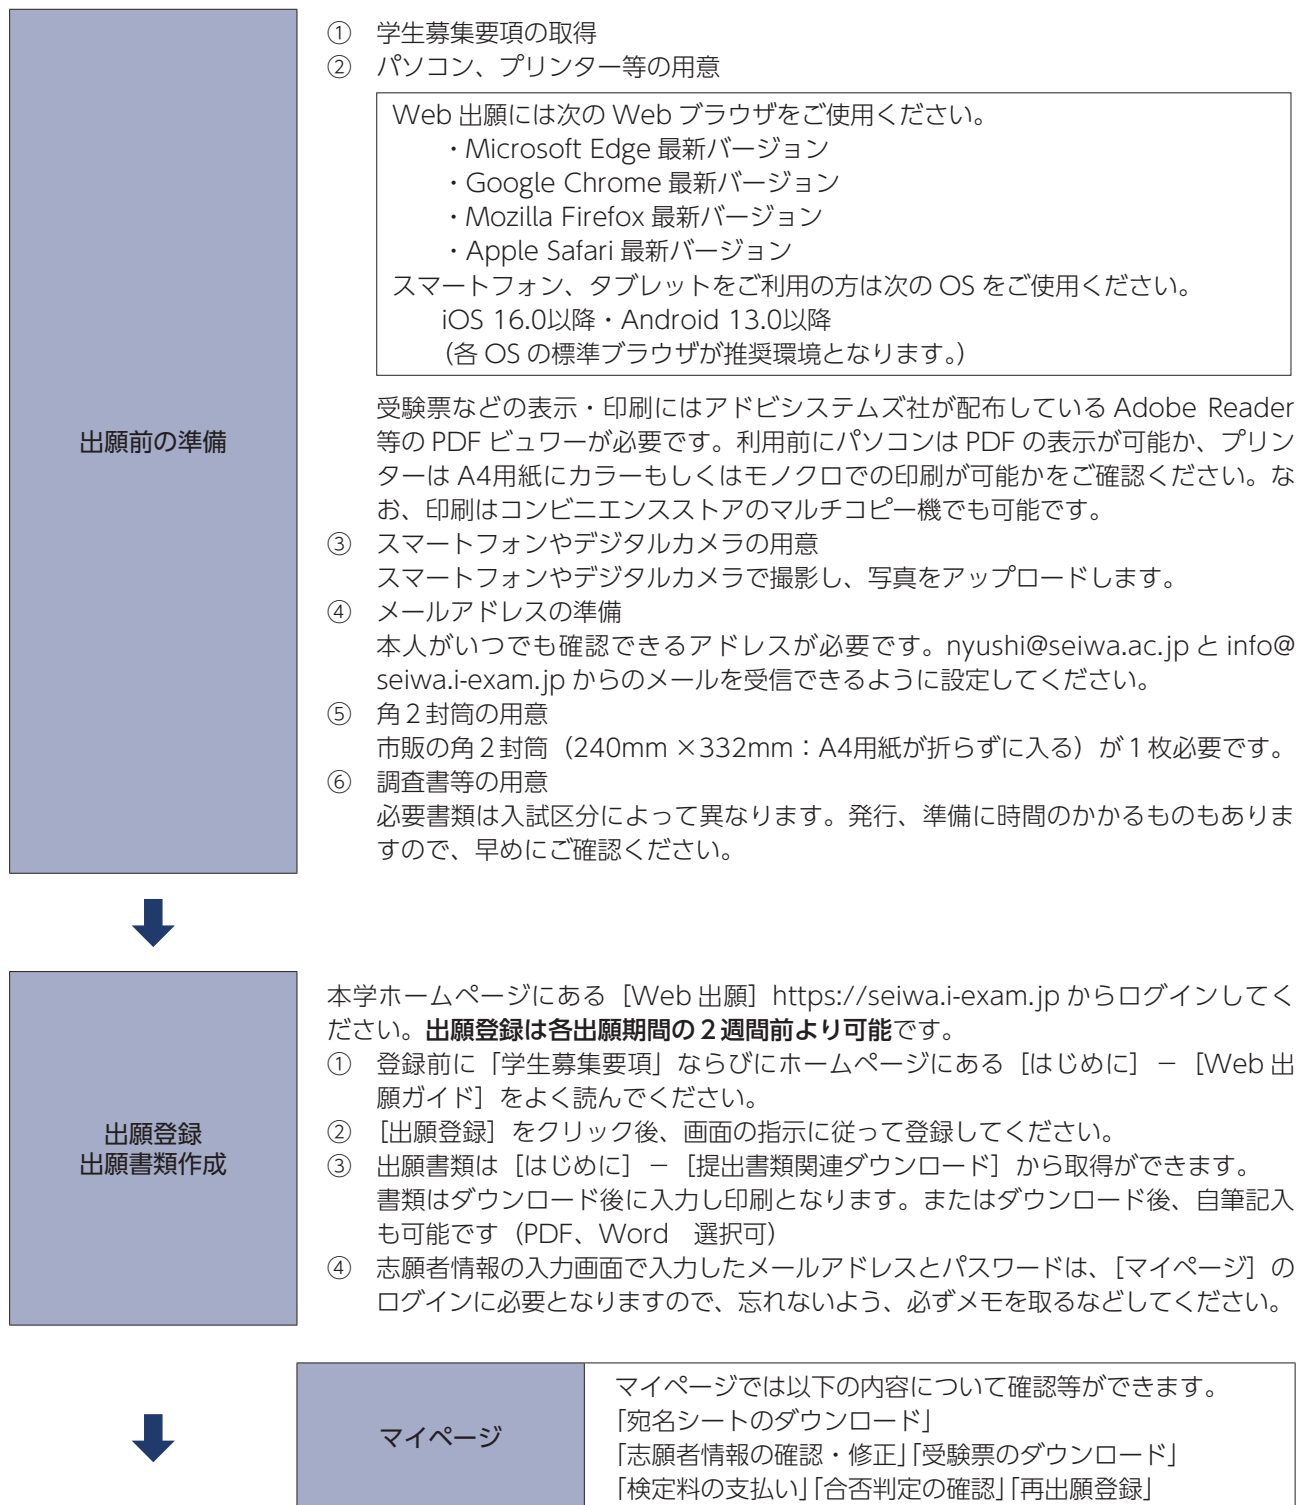 出願前の準備
① 学生募集要項の取得
② パソコン、プリンター等の用意
Web 出願には次の Web ブラウザをご使用ください。
・Microsoft Edge 最新バージョン
・Google Chrome 最新バージョン
・Mozilla Firefox 最新バージョン
・Apple Safari 最新バージョン
スマートフォン、タブレットをご利用の方は次の OS をご使用ください。
iOS 16.0以降・Android 13.0以降
（各 OS の標準ブラウザが推奨環境となります。）
受験票などの表示・印刷にはアドビシステムズ社が配布している Adobe Reader
等の PDF ビュワーが必要です。利用前にパソコンは PDF の表示が可能か、プリン
ターは A4用紙にカラーもしくはモノクロでの印刷が可能かをご確認ください。な
お、印刷はコンビニエンスストアのマルチコピー機でも可能です。
③ スマートフォンやデジタルカメラの用意
スマートフォンやデジタルカメラで撮影し、写真をアップロードします。
④ メールアドレスの準備
本人がいつでも確認できるアドレスが必要です。nyushi@seiwa.ac.jp と info@
seiwa.i-exam.jp からのメールを受信できるように設定してください。
⑤ 角２封筒の用意
市販の角２封筒（240mm ×332mm：A4用紙が折らずに入る）が１枚必要です。
⑥ 調査書等の用意
必要書類は入試区分によって異なります。発行、準備に時間のかかるものもありま
すので、早めにご確認ください。
出願登録
出願書類作成
本学ホームページにある［Web 出願］https://seiwa.i-exam.jp からログインしてく
ださい。出願登録は各出願期間の２週間前より可能です。
① 登録前に「学生募集要項」ならびにホームページにある［はじめに］－［Web 出
願ガイド］をよく読んでください。
② ［出願登録］をクリック後、画面の指示に従って登録してください。
③ 出願書類は［はじめに］－［提出書類関連ダウンロード］から取得ができます。
書類はダウンロード後に入力し印刷となります。またはダウンロード後、自筆記入
も可能です（PDF、Word　選択可）
④ 志願者情報の入力画面で入力したメールアドレスとパスワードは、［マイページ］の
ログインに必要となりますので、忘れないよう、必ずメモを取るなどしてください。
マイページ
マイページでは以下の内容について確認等ができます。
「宛名シートのダウンロード」
「志願者情報の確認・修正」「受験票のダウンロード」
「検定料の支払い」「合否判定の確認」「再出願登録」